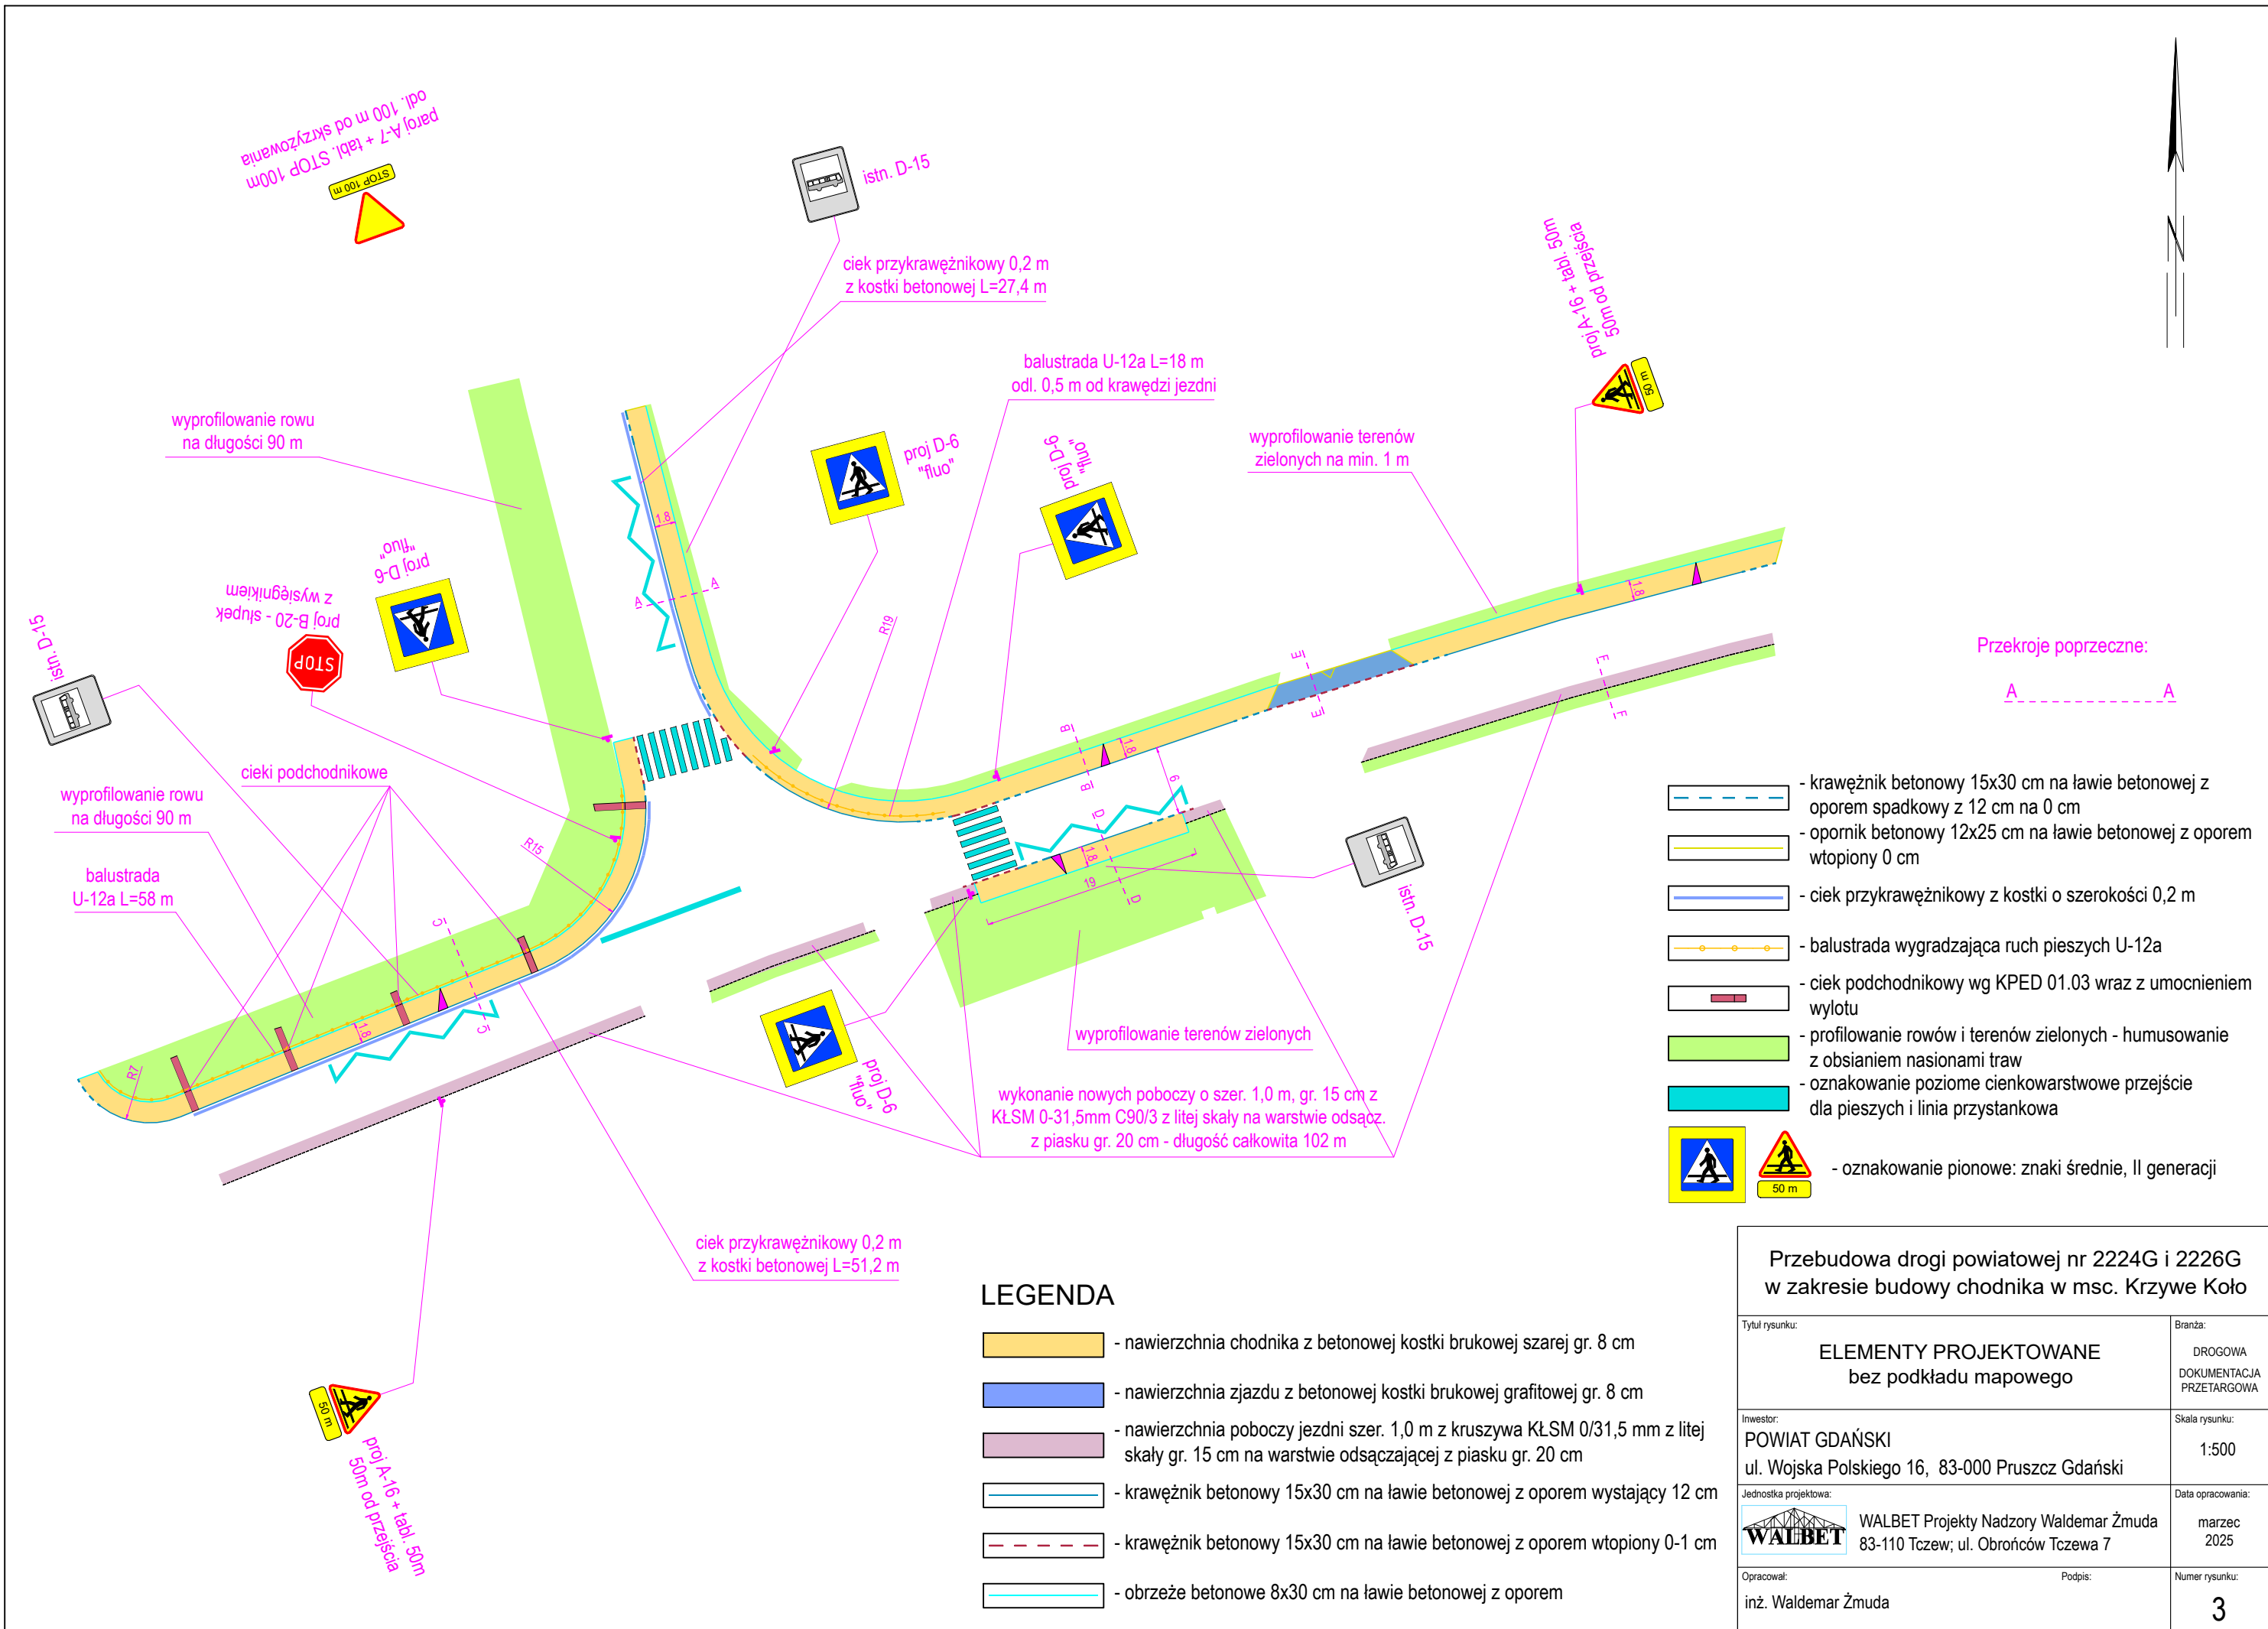 paroj A-7 + tabl. STOP 100m
odl. 100 m od skrzyżowania
STOP 100 m
istn. D-15
ciek przykrawężnikowy 0,2 m
z kostki betonowej L=27,4 m
balustrada U-12a L=18 m
odl. 0,5 m od krawędzi jezdni
proj A-16 + tabl. 50m
50m od przejścia
50 m
N
wyprofilowanie rowu
na długości 90 m
proj D-6
"fluo"
proj D-6
"fluo"
wyprofilowanie terenów
zielonych na min. 1 m
proj D-6
"fluo"
proj B-20 - słupek
z wysięgnikiem
STOP
istn. D-15
1.8
A
A
R19
1.8
E
E
F
F
B
B
1.8
6
D
D
1.8
19
Przekroje poprzeczne:
A
A
cieki podchodnikowe
wyprofilowanie rowu
na długości 90 m
balustrada
U-12a L=58 m
R15
C
C
1.8
R7
istn. D-15
wyprofilowanie terenów zielonych
proj D-6
"fluo"
wykonanie nowych poboczy o szer. 1,0 m, gr. 15 cm z
KŁSM 0-31,5mm C90/3 z litej skały na warstwie odsącz.
z piasku gr. 20 cm - długość całkowita 102 m
ciek przykrawężnikowy 0,2 m
z kostki betonowej L=51,2 m
50 m
proj A-16 + tabl. 50m
50m od przejścia
- krawężnik betonowy 15x30 cm na ławie betonowej z
oporem spadkowy z 12 cm na 0 cm
- opornik betonowy 12x25 cm na ławie betonowej z oporem
wtopiony 0 cm
- ciek przykrawężnikowy z kostki o szerokości 0,2 m
- balustrada wygradzająca ruch pieszych U-12a
- ciek podchodnikowy wg KPED 01.03 wraz z umocnieniem
wylotu
- profilowanie rowów i terenów zielonych - humusowanie
z obsianiem nasionami traw
- oznakowanie poziome cienkowarstwowe przejście
dla pieszych i linia przystankowa
50 m
- oznakowanie pionowe: znaki średnie, II generacji
LEGENDA
- nawierzchnia chodnika z betonowej kostki brukowej szarej gr. 8 cm
- nawierzchnia zjazdu z betonowej kostki brukowej grafitowej gr. 8 cm
- nawierzchnia poboczy jezdni szer. 1,0 m z kruszywa KŁSM 0/31,5 mm z litej
skały gr. 15 cm na warstwie odsączającej z piasku gr. 20 cm
- krawężnik betonowy 15x30 cm na ławie betonowej z oporem wystający 12 cm
- krawężnik betonowy 15x30 cm na ławie betonowej z oporem wtopiony 0-1 cm
- obrzeże betonowe 8x30 cm na ławie betonowej z oporem
Przebudowa drogi powiatowej nr 2224G i 2226G
w zakresie budowy chodnika w msc. Krzywe Koło
Tytuł rysunku:
ELEMENTY PROJEKTOWANE
bez podkładu mapowego
Branża:
DROGOWA
DOKUMENTACJA
PRZETARGOWA
Inwestor:
POWIAT GDAŃSKI
ul. Wojska Polskiego 16, 83-000 Pruszcz Gdański
Skala rysunku:
1:500
Jednostka projektowa:
WALBET
WALBET Projekty Nadzory Waldemar Żmuda
83-110 Tczew; ul. Obrońców Tczewa 7
Data opracowania:
marzec
2025
Opracował:
Podpis:
inż. Waldemar Żmuda
Numer rysunku:
3